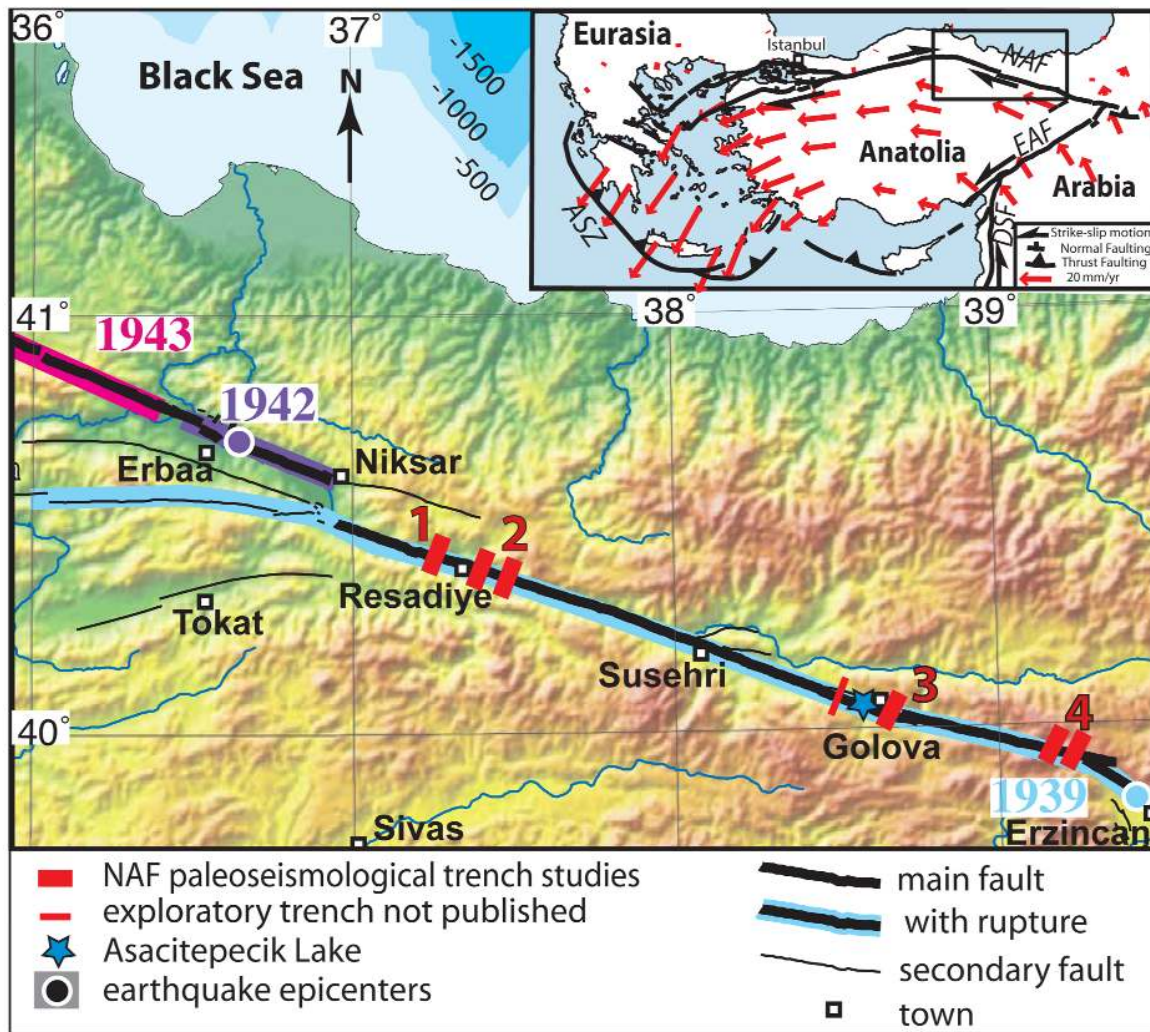 36°
37°
Black Sea
N
-1500
-1000
-500
Eurasia
Istanbul
NAF
EAF
Anatolia
Arabia
ASZ
DSF
Strike-slip motion
Normal Faulting
Thrust Faulting
20 mm/yr
41°
38°
39°
1943
1942
Erbaa
Niksar
1
2
Resadiye
Tokat
Susehri
3
Golova
4
40°
1939
Erzincan
Sivas
NAF paleoseismological trench studies
exploratory trench not published
Asacitepecik Lake
earthquake epicenters
main fault
with rupture
secondary fault
town